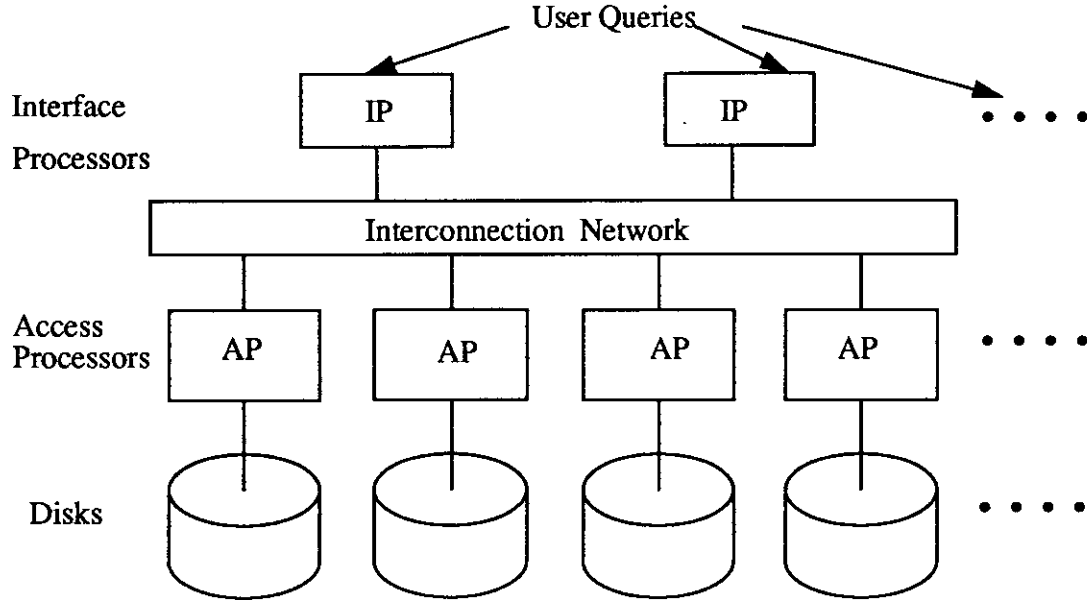 User Queries
Interface
Processors
IP
IP
Interconnection Network
Access
Processors
AP
AP
AP
AP
Disks